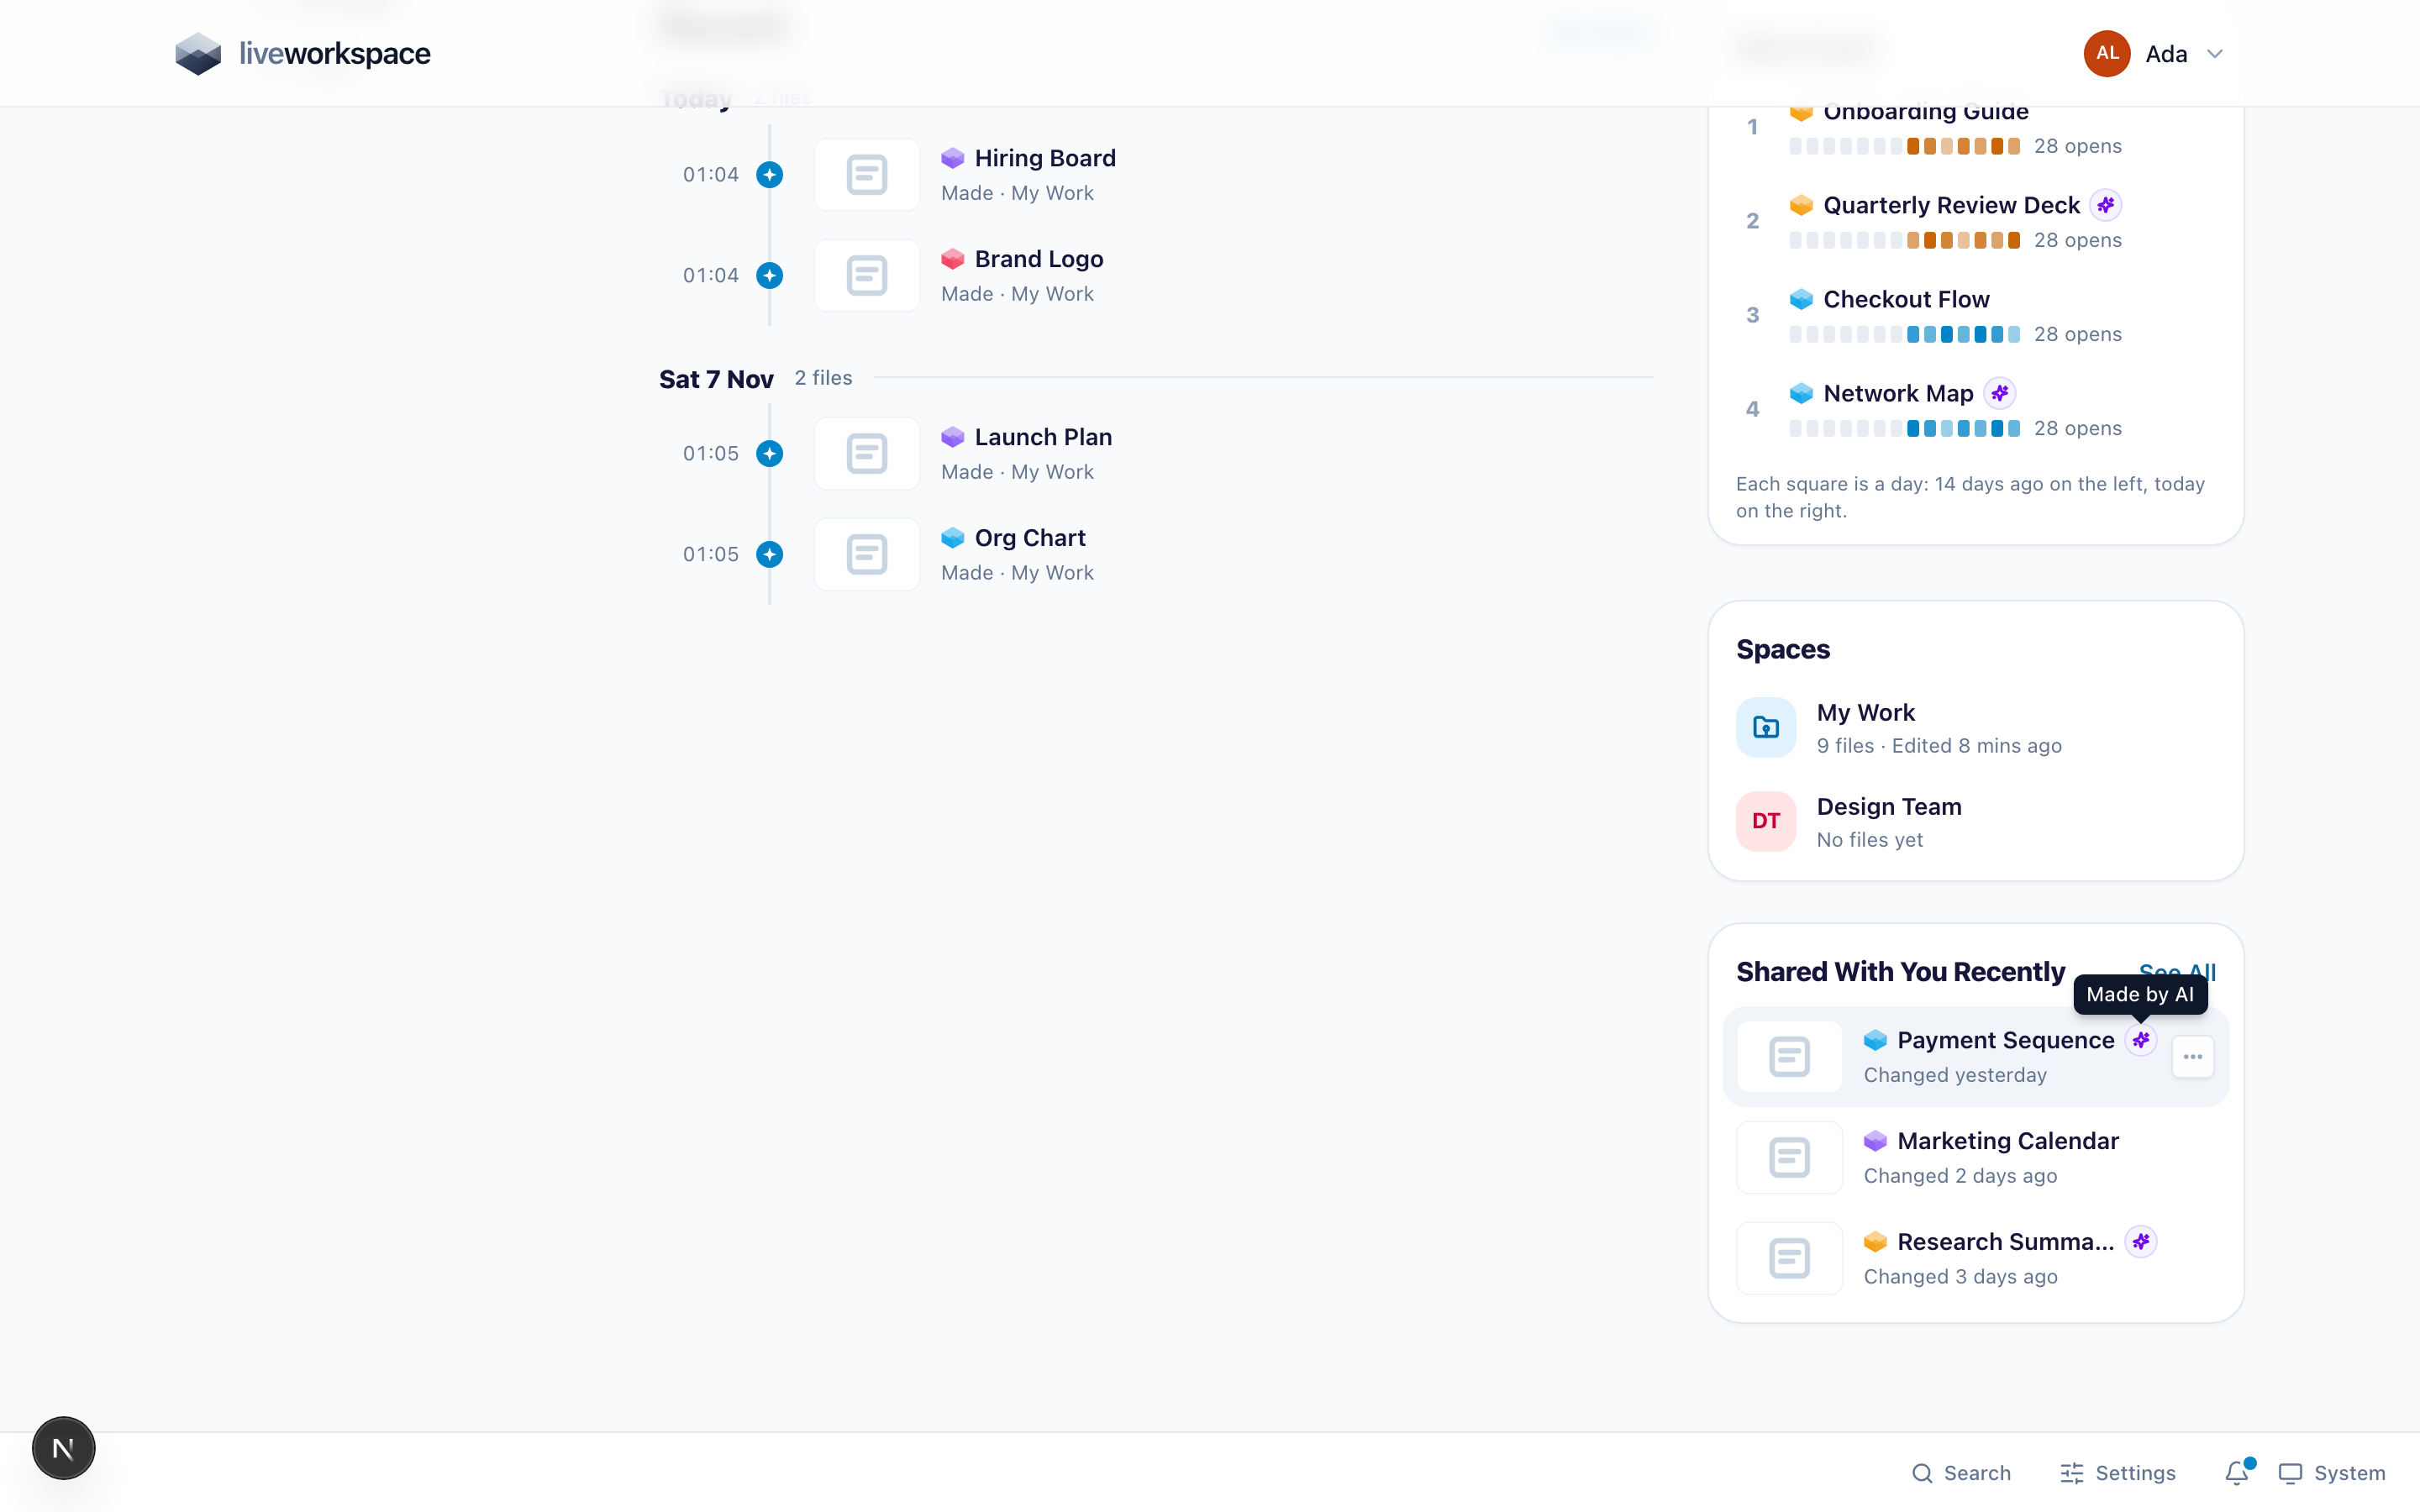 liveworkspace
AL Ada
Today 2 files
01:04
Hiring Board
Made · My Work
01:04
Brand Logo
Made · My Work
Sat 7 Nov 2 files
01:05
Launch Plan
Made · My Work
01:05
Org Chart
Made · My Work
1
Onboarding Guide
28 opens
2
Quarterly Review Deck
28 opens
3
Checkout Flow
28 opens
4
Network Map
28 opens
Each square is a day: 14 days ago on the left, today
on the right.
Spaces
My Work
9 files · Edited 8 mins ago
DT
Design Team
No files yet
Shared With You Recently See All
Made by AI
Payment Sequence
Changed yesterday
Marketing Calendar
Changed 2 days ago
Research Summa...
Changed 3 days ago
N
Search Settings System